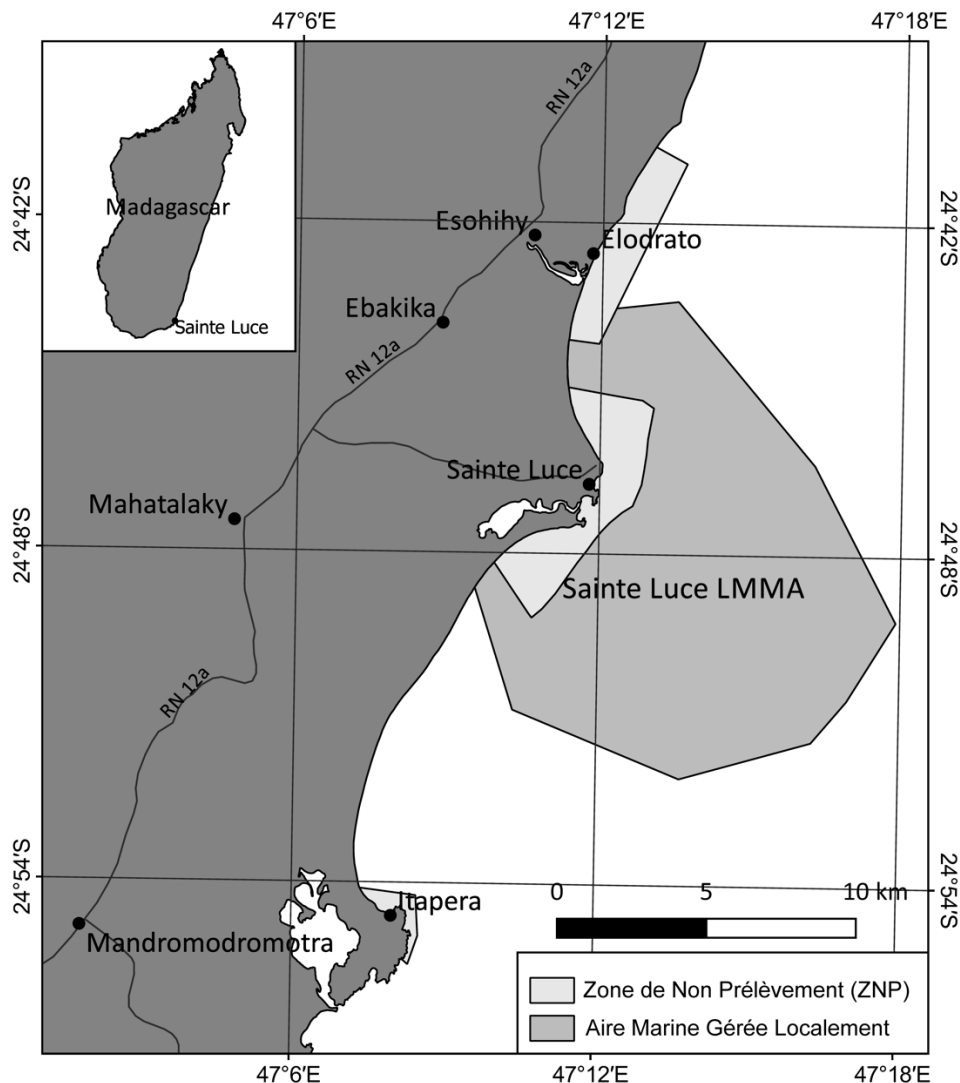 47°6'E
47°12'E
47°18'E
RN 12a
Madagascar
24°42'S
24°42'S
Esohihy
Elodrato
Sainte Luce
Ebakika
RN 12a
Sainte Luce
Mahatalaky
24°48'S
24°48'S
Sainte Luce LMMA
RN 12a
24°54'S
24°54'S
0
5
10 km
Itapera
Mandromodromotra
Zone de Non Prélèvement (ZNP)
Aire Marine Gérée Localement
47°6'E
47°12'E
47°18'E